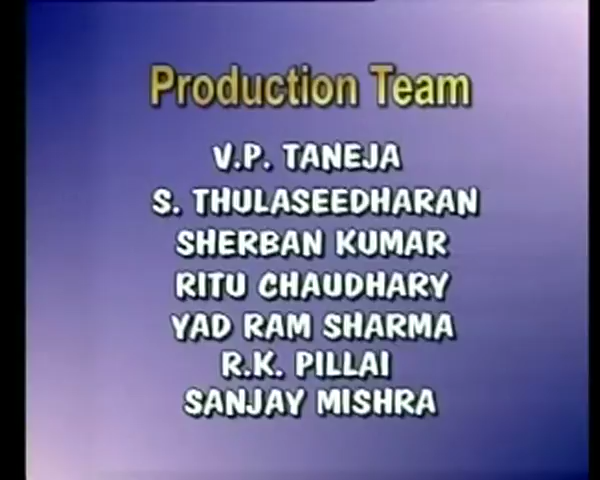 Production Team
V.P. TANEJA
S. THULASEEDHARAN
SHERBAN KUMAR
RITU CHAUDHARY
YAD RAM SHARMA
R.K. PILLAI
SANJAY MISHRA